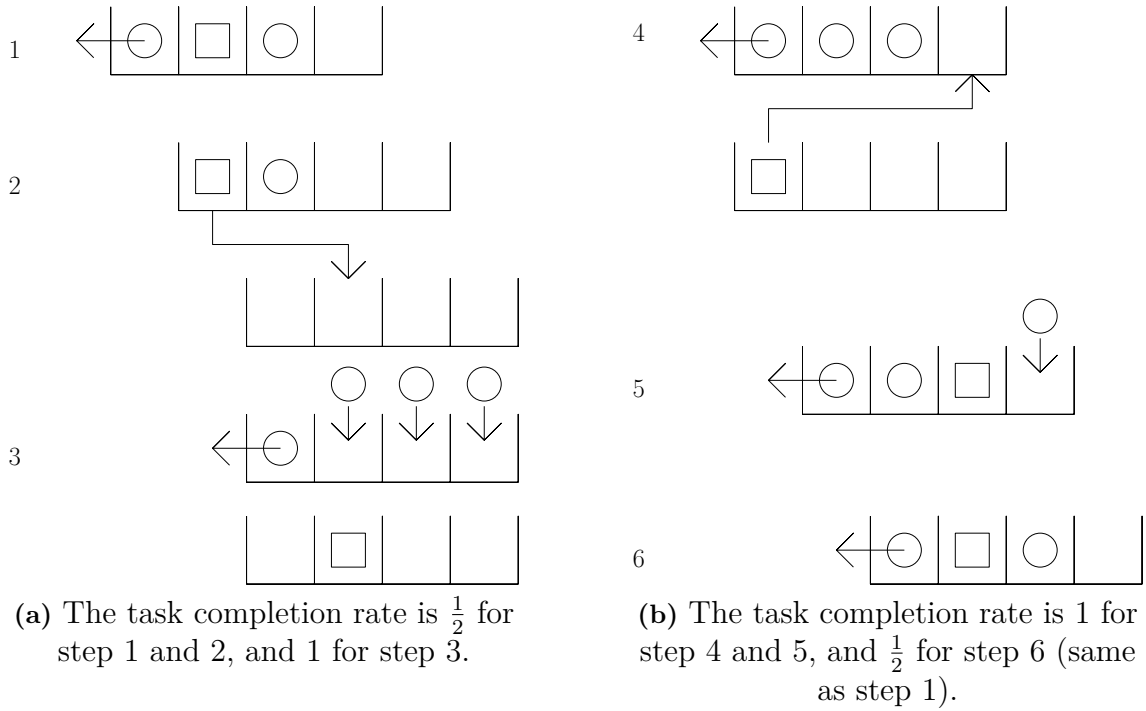 1
2
3
(a) The task completion rate is 1/2 for
step 1 and 2, and 1 for step 3.
4
5
6
(b) The task completion rate is 1 for
step 4 and 5, and 1/2 for step 6 (same
as step 1).